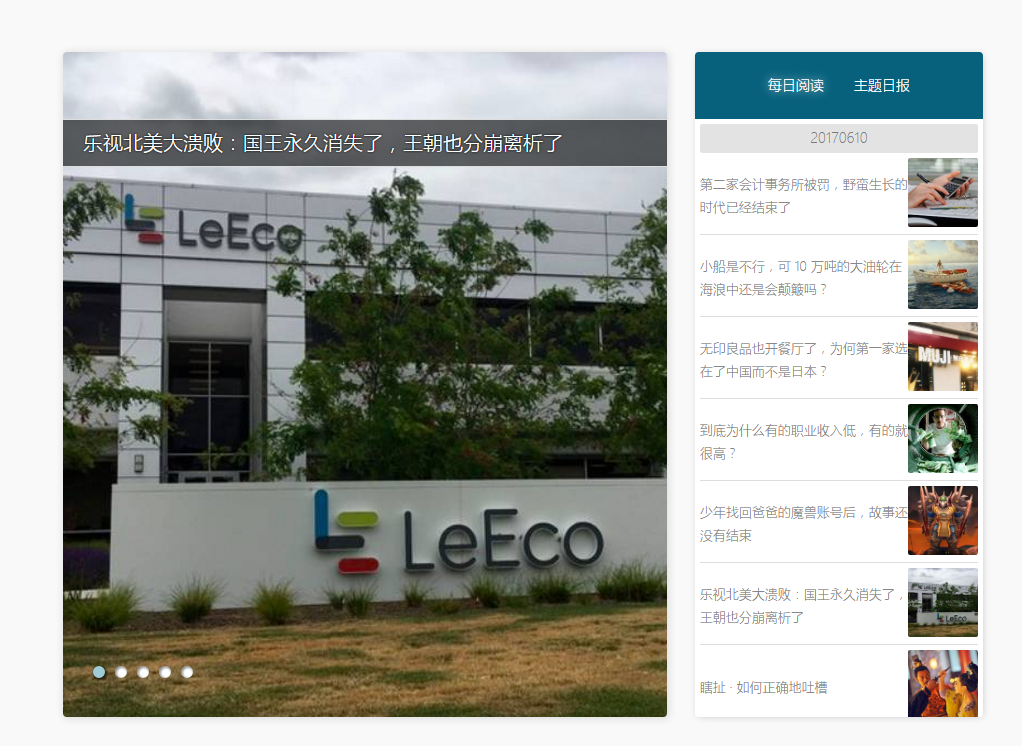 乐视北美大溃败：国王永久消失了，王朝也分崩离析了
LeEco
LeEco
每日阅读 主题日报
20170610
第二家会计事务所被罚，野蛮生长的
时代已经结束了
小船是不行，可 10 万吨的大油轮在
海浪中还是会颠簸吗？
无印良品也开餐厅了，为何第一家选
在了中国而不是日本？
MUJI
到底为什么有的职业收入低，有的就
很高？
少年找回爸爸的魔兽账号后，故事还
没有结束
乐视北美大溃败：国王永久消失了，
王朝也分崩离析了
LeEco
瞎扯 · 如何正确地吐槽